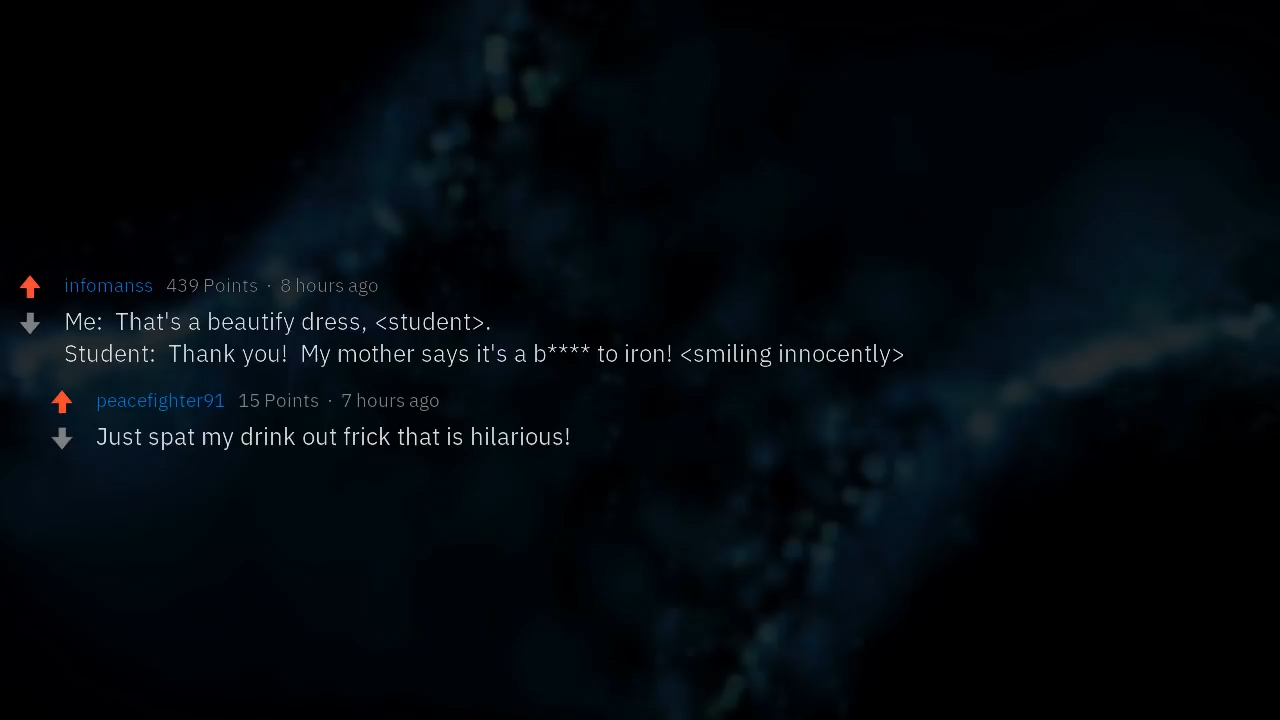 infomanss 439 Points · 8 hours ago
Me: That's a beautify dress, <student>.
Student: Thank you! My mother says it's a b**** to iron! <smiling innocently>
peacefighter91 15 Points · 7 hours ago
Just spat my drink out frick that is hilarious!